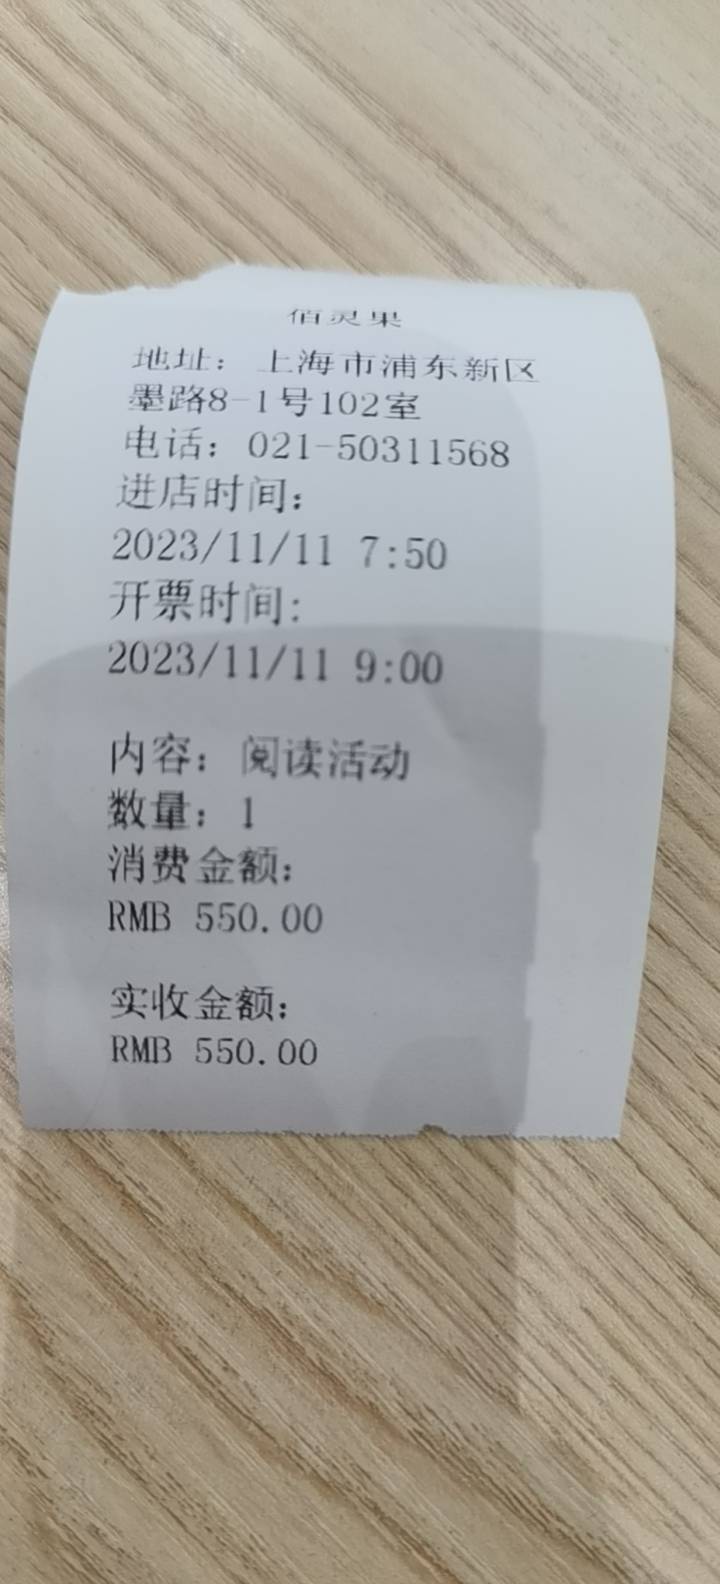 佰灵果
地址：上海市浦东新区
墨路8-1号102室
电话：021-50311568
进店时间：
2023/11/11 7:50
开票时间：
2023/11/11 9:00
内容：阅读活动
数量：1
消费金额：
RMB 550.00
实收金额：
RMB 550.00